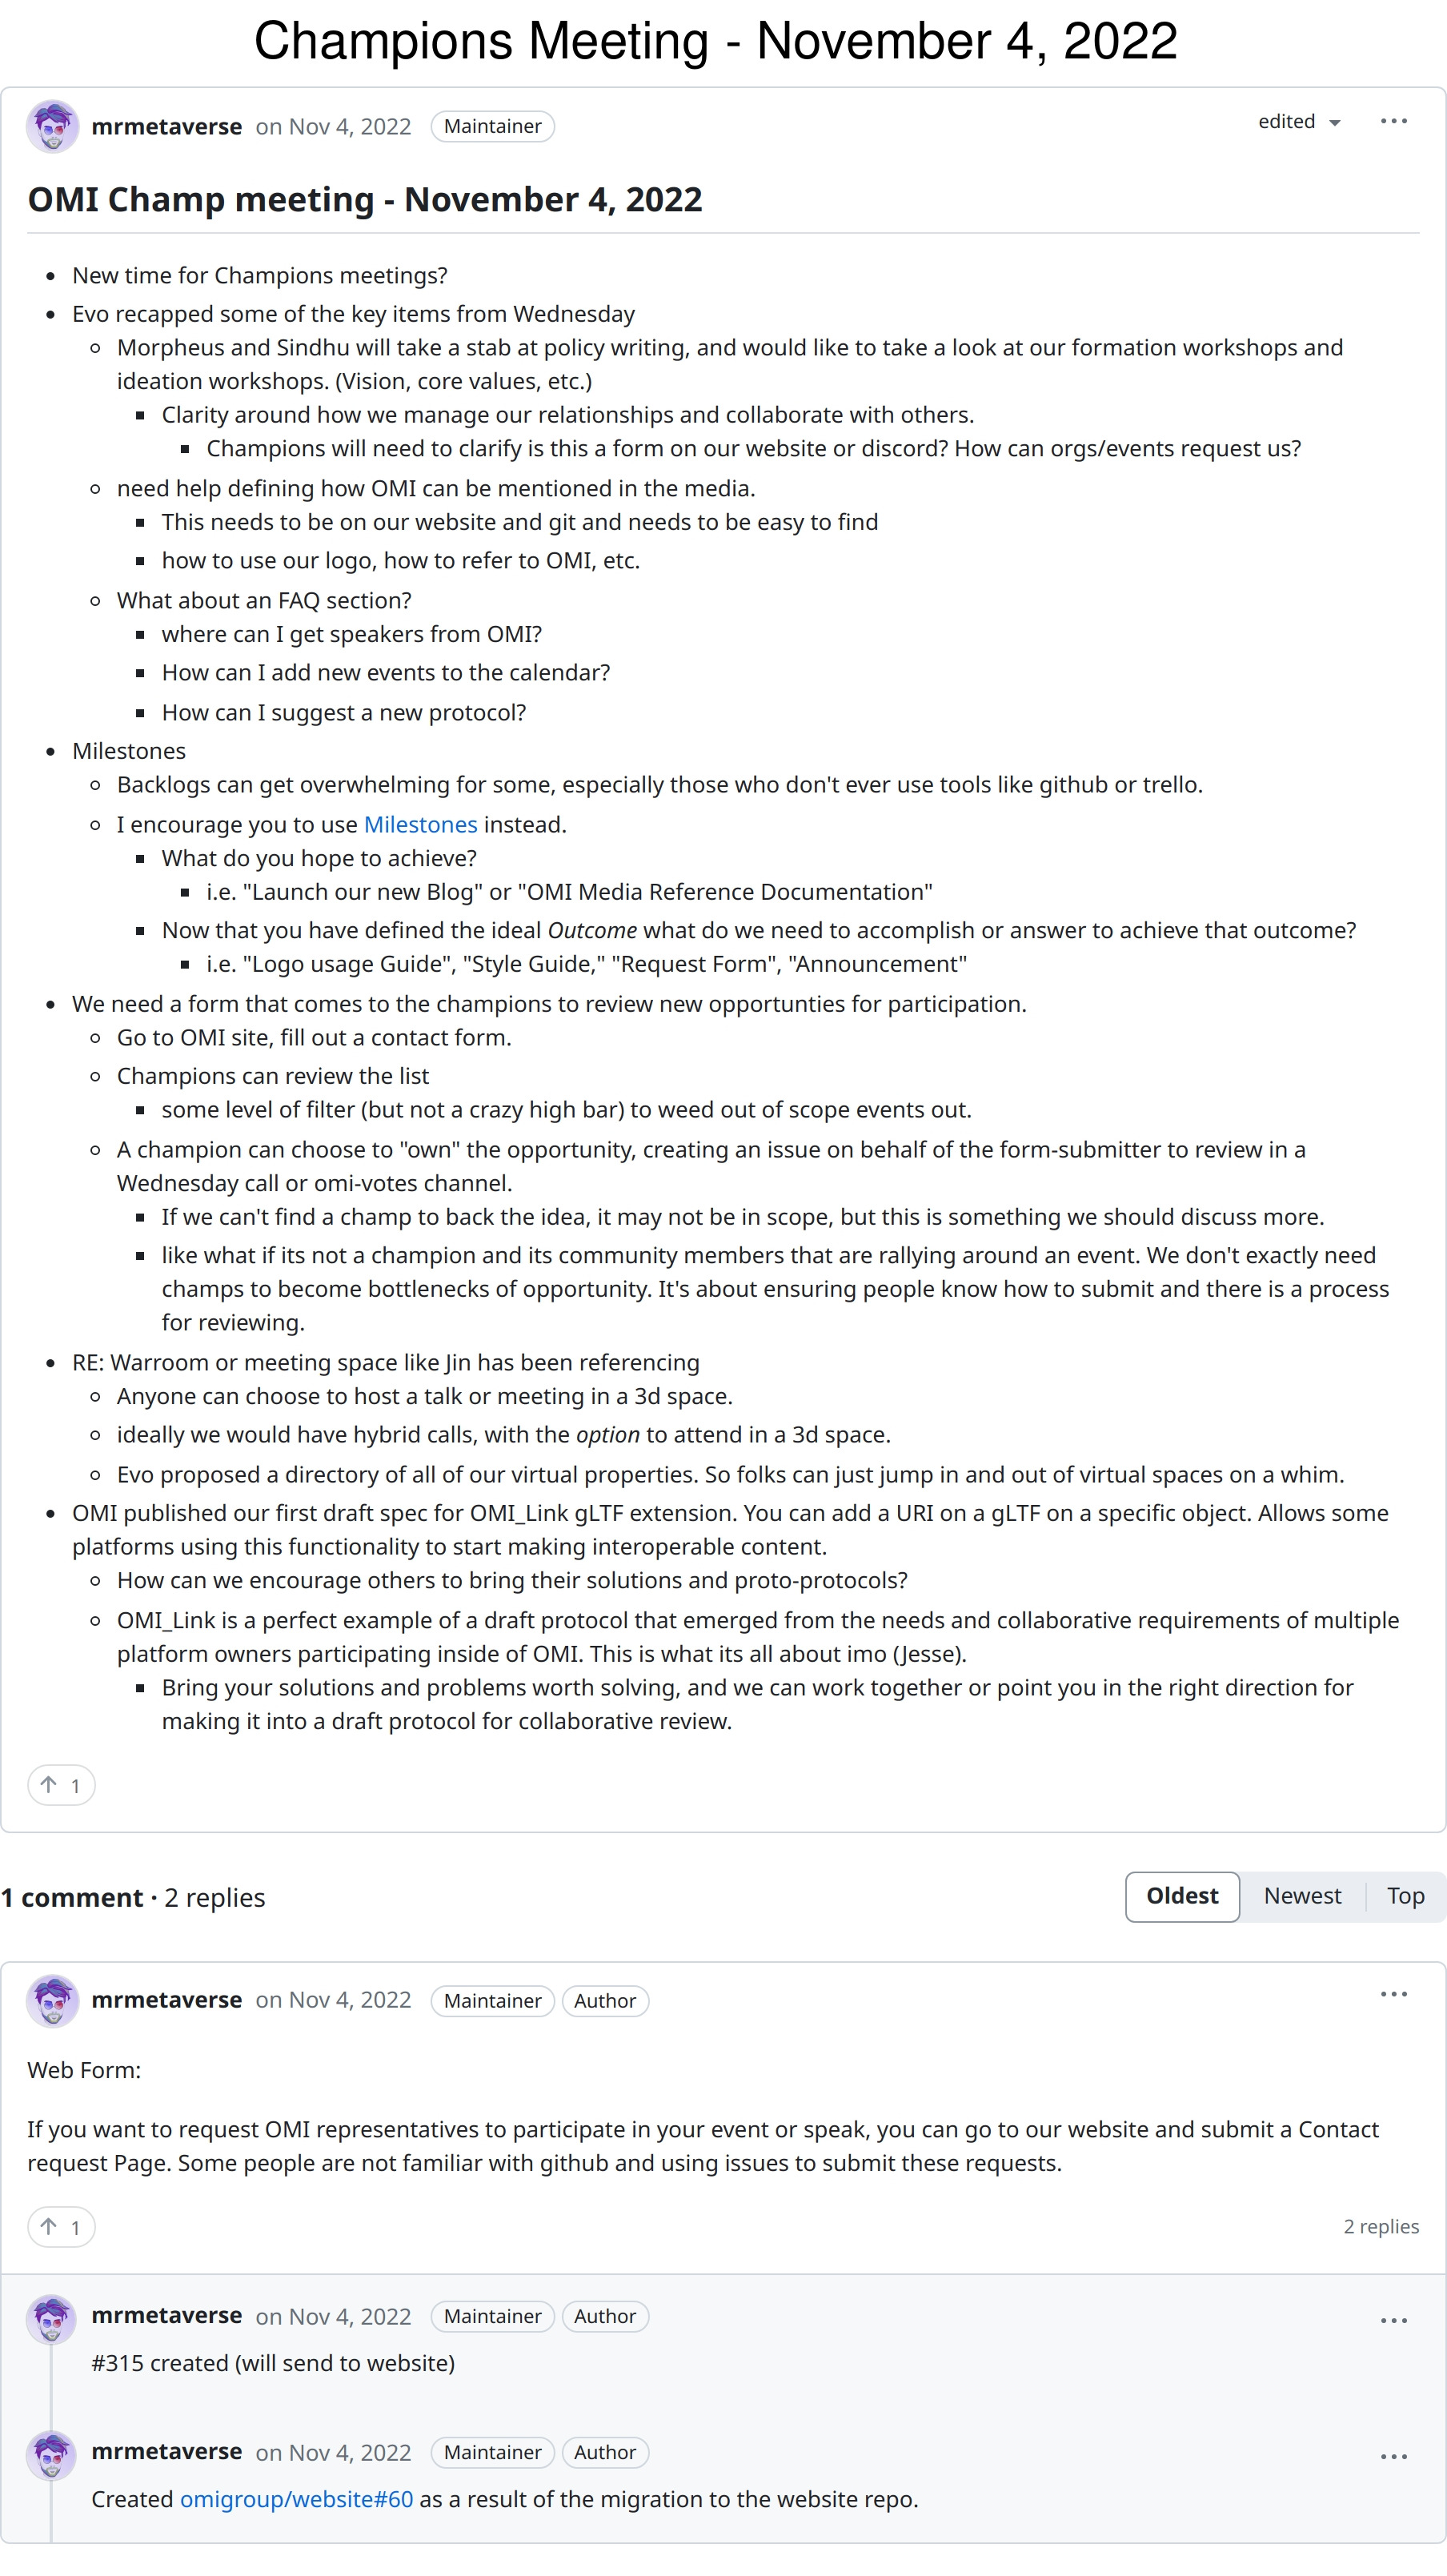 Champions Meeting - November 4, 2022
mrmetaverse on Nov 4, 2022 Maintainer edited
OMI Champ meeting - November 4, 2022
New time for Champions meetings?
Evo recapped some of the key items from Wednesday
Morpheus and Sindhu will take a stab at policy writing, and would like to take a look at our formation workshops and
ideation workshops. (Vision, core values, etc.)
Clarity around how we manage our relationships and collaborate with others.
Champions will need to clarify is this a form on our website or discord? How can orgs/events request us?
need help defining how OMI can be mentioned in the media.
This needs to be on our website and git and needs to be easy to find
how to use our logo, how to refer to OMI, etc.
What about an FAQ section?
where can I get speakers from OMI?
How can I add new events to the calendar?
How can I suggest a new protocol?
Milestones
Backlogs can get overwhelming for some, especially those who don't ever use tools like github or trello.
I encourage you to use Milestones instead.
What do you hope to achieve?
i.e. "Launch our new Blog" or "OMI Media Reference Documentation"
Now that you have defined the ideal Outcome what do we need to accomplish or answer to achieve that outcome?
i.e. "Logo usage Guide", "Style Guide," "Request Form", "Announcement"
We need a form that comes to the champions to review new opportunties for participation.
Go to OMI site, fill out a contact form.
Champions can review the list
some level of filter (but not a crazy high bar) to weed out of scope events out.
A champion can choose to "own" the opportunity, creating an issue on behalf of the form-submitter to review in a
Wednesday call or omi-votes channel.
If we can't find a champ to back the idea, it may not be in scope, but this is something we should discuss more.
like what if its not a champion and its community members that are rallying around an event. We don't exactly need
champs to become bottlenecks of opportunity. It's about ensuring people know how to submit and there is a process
for reviewing.
RE: Warroom or meeting space like Jin has been referencing
Anyone can choose to host a talk or meeting in a 3d space.
ideally we would have hybrid calls, with the option to attend in a 3d space.
Evo proposed a directory of all of our virtual properties. So folks can just jump in and out of virtual spaces on a whim.
OMI published our first draft spec for OMI_Link gLTF extension. You can add a URI on a gLTF on a specific object. Allows some
platforms using this functionality to start making interoperable content.
How can we encourage others to bring their solutions and proto-protocols?
OMI_Link is a perfect example of a draft protocol that emerged from the needs and collaborative requirements of multiple
platform owners participating inside of OMI. This is what its all about imo (Jesse).
Bring your solutions and problems worth solving, and we can work together or point you in the right direction for
making it into a draft protocol for collaborative review.
1
1 comment · 2 replies Oldest Newest Top
mrmetaverse on Nov 4, 2022 Maintainer Author
Web Form:
If you want to request OMI representatives to participate in your event or speak, you can go to our website and submit a Contact
request Page. Some people are not familiar with github and using issues to submit these requests.
1 2 replies
mrmetaverse on Nov 4, 2022 Maintainer Author
#315 created (will send to website)
mrmetaverse on Nov 4, 2022 Maintainer Author
Created omigroup/website#60 as a result of the migration to the website repo.